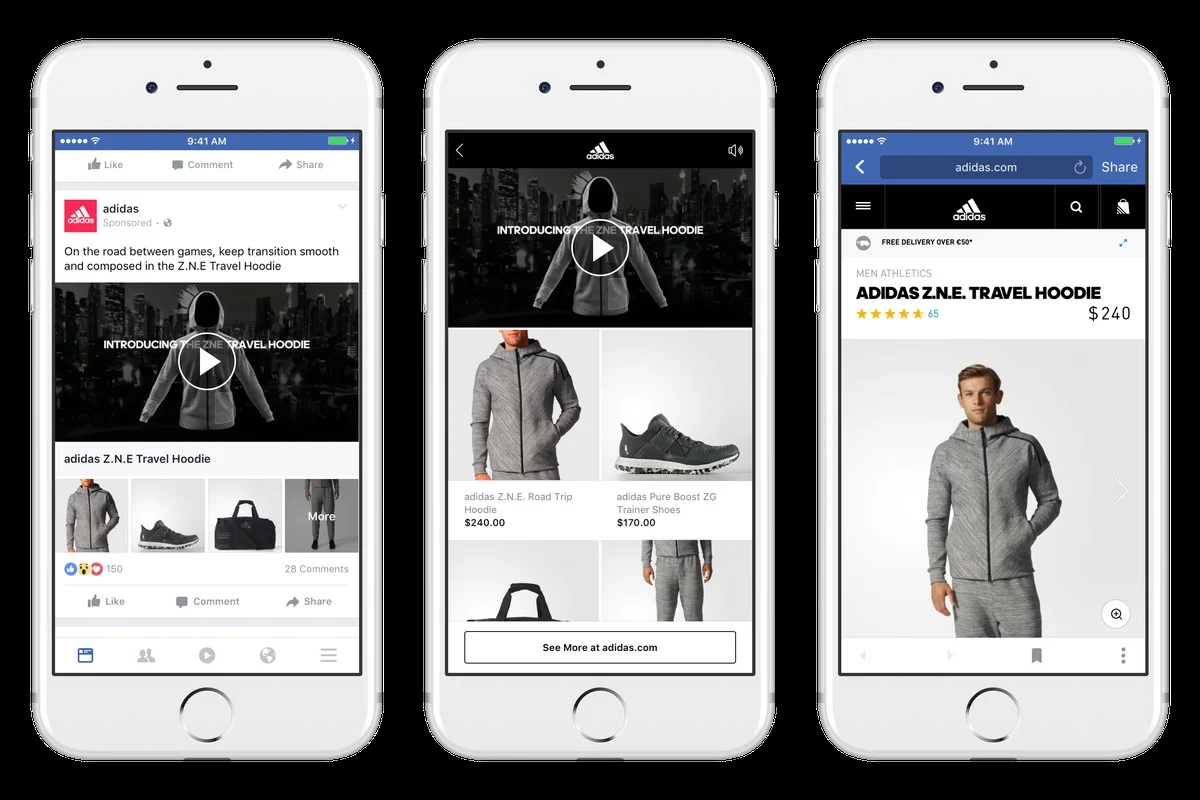 9:41 AM
Like
Comment
Share
adidas
adidas
Sponsored ·
On the road between games, keep transition smooth
and composed in the Z.N.E Travel Hoodie
INTRODUCING THE ZNE TRAVEL HOODIE
adidas Z.N.E Travel Hoodie
More
150
28 Comments
Like
Comment
Share
adidas
INTRODUCING THE ZNE TRAVEL HOODIE
adidas Z.N.E. Road Trip
Hoodie
$240.00
adidas Pure Boost ZG
Trainer Shoes
$170.00
See More at adidas.com
9:41 AM
adidas.com
Share
adidas
FREE DELIVERY OVER €50*
MEN ATHLETICS
ADIDAS Z.N.E. TRAVEL HOODIE
65
$240